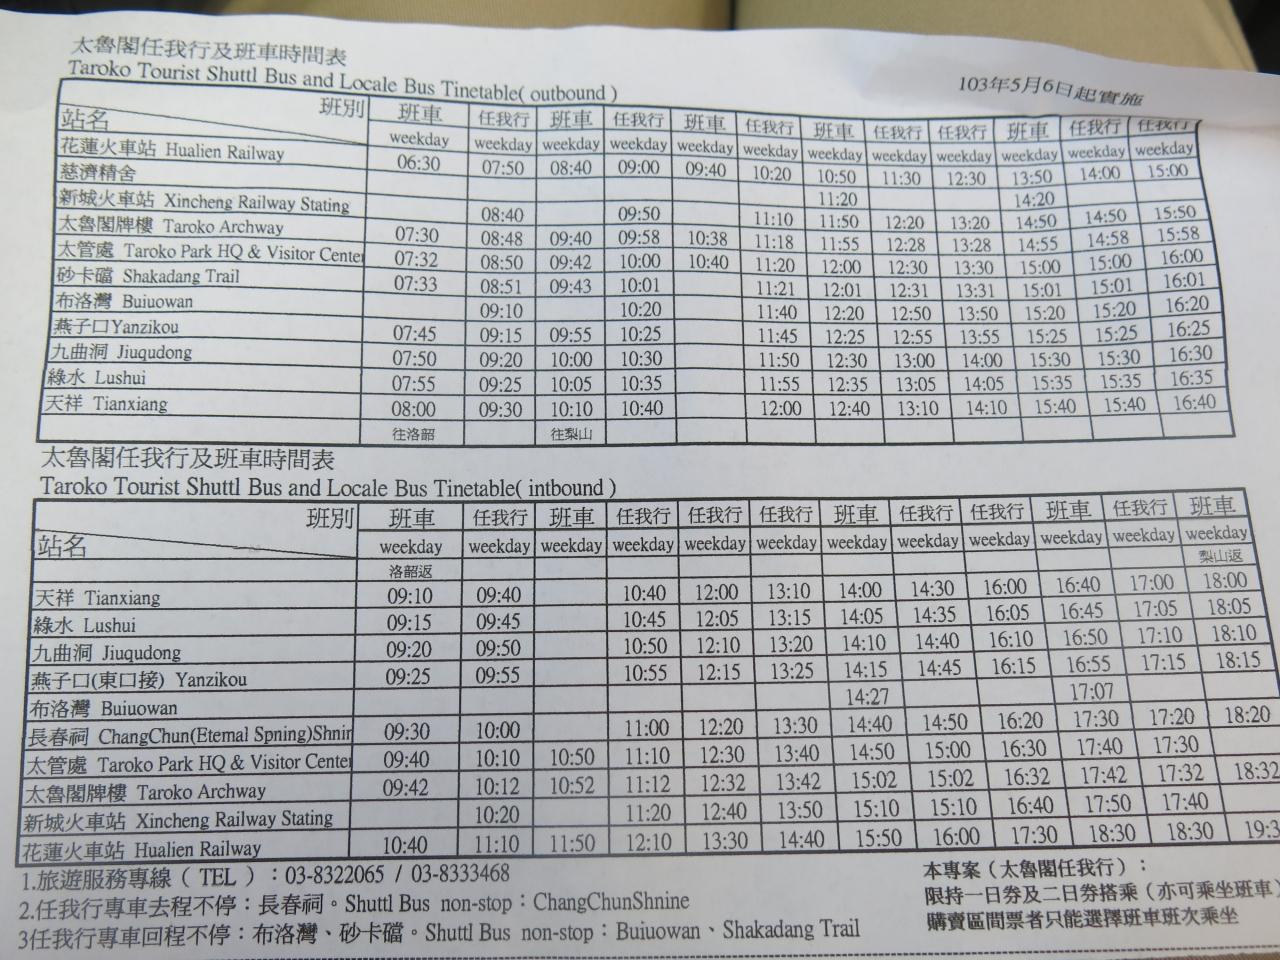 太魯閣任我行及班車時間表
Taroko Tourist Shuttl Bus and Locale Bus Tinetable( outbound )
103年5月6日起實施
班別 班車 任我行 班車 任我行 班車 任我行 班車 任我行 任我行 班車 任我行 任我行
站名 weekday weekday weekday weekday weekday weekday weekday weekday weekday weekday weekday weekday
花蓮火車站 Hualien Railway 06:30 07:50 08:40 09:00 09:40 10:20 10:50 11:30 12:30 13:50 14:00 15:00
慈濟精舍 11:20 14:20
新城火車站 Xincheng Railway Stating 08:40 09:50 11:10 11:50 12:20 13:20 14:50 14:50 15:50
太魯閣牌樓 Taroko Archway 07:30 08:48 09:40 09:58 10:38 11:18 11:55 12:28 13:28 14:55 14:58 15:58
太管處 Taroko Park HQ & Visitor Center 07:32 08:50 09:42 10:00 10:40 11:20 12:00 12:30 13:30 15:00 15:00 16:00
砂卡礑 Shakadang Trail 07:33 08:51 09:43 10:01 11:21 12:01 12:31 13:31 15:01 15:01 16:01
布洛灣 Buiuowan 09:10 10:20 11:40 12:20 12:50 13:50 15:20 15:20 16:20
燕子口Yanzikou 07:45 09:15 09:55 10:25 11:45 12:25 12:55 13:55 15:25 15:25 16:25
九曲洞 Jiuqudong 07:50 09:20 10:00 10:30 11:50 12:30 13:00 14:00 15:30 15:30 16:30
綠水 Lushui 07:55 09:25 10:05 10:35 11:55 12:35 13:05 14:05 15:35 15:35 16:35
天祥 Tianxiang 08:00 09:30 10:10 10:40 12:00 12:40 13:10 14:10 15:40 15:40 16:40
往洛韶 往梨山
太魯閣任我行及班車時間表
Taroko Tourist Shuttl Bus and Locale Bus Tinetable( intbound )
班別 班車 任我行 班車 任我行 任我行 任我行 班車 任我行 任我行 班車 任我行 班車
站名 weekday weekday weekday weekday weekday weekday weekday weekday weekday weekday weekday weekday
洛韶返 梨山返
天祥 Tianxiang 09:10 09:40 10:40 12:00 13:10 14:00 14:30 16:00 16:40 17:00 18:00
綠水 Lushui 09:15 09:45 10:45 12:05 13:15 14:05 14:35 16:05 16:45 17:05 18:05
九曲洞 Jiuqudong 09:20 09:50 10:50 12:10 13:20 14:10 14:40 16:10 16:50 17:10 18:10
燕子口(東口接) Yanzikou 09:25 09:55 10:55 12:15 13:25 14:15 14:45 16:15 16:55 17:15 18:15
布洛灣 Buiuowan 14:27 17:07
長春祠 ChangChun(Etemal Spning)Shnin 09:30 10:00 11:00 12:20 13:30 14:40 14:50 16:20 17:30 17:20 18:20
太管處 Taroko Park HQ & Visitor Center 09:40 10:10 10:50 11:10 12:30 13:40 14:50 15:00 16:30 17:40 17:30
太魯閣牌樓 Taroko Archway 09:42 10:12 10:52 11:12 12:32 13:42 15:02 15:02 16:32 17:42 17:32 18:32
新城火車站 Xincheng Railway Stating 10:20 11:20 12:40 13:50 15:10 15:10 16:40 17:50 17:40
花蓮火車站 Hualien Railway 10:40 11:10 11:50 12:10 13:30 14:40 15:50 16:00 17:30 18:30 18:30 19:3
1.旅遊服務專線（ TEL ）：03-8322065 / 03-8333468
2.任我行專車去程不停：長春祠。Shuttl Bus non-stop：ChangChunShnine
3任我行專車回程不停：布洛灣、砂卡礑。Shuttl Bus non-stop：Buiuowan、Shakadang Trail
本專案（太魯閣任我行）：
限持一日券及二日券搭乘（亦可乘坐班車）
購賣區間票者只能選擇班車班次乘坐